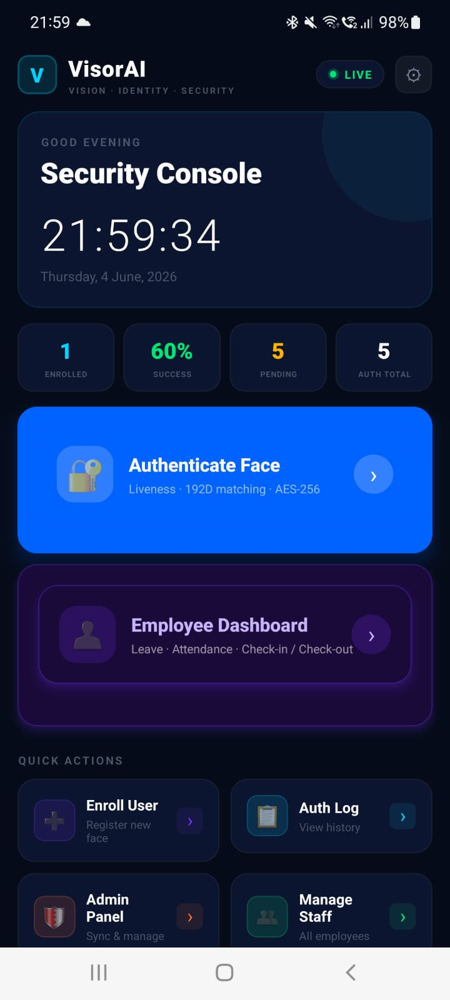 21:59
98%
V
VisorAI
VISION · IDENTITY · SECURITY
LIVE
GOOD EVENING
Security Console
21:59:34
Thursday, 4 June, 2026
1
ENROLLED
60%
SUCCESS
5
PENDING
5
AUTH TOTAL
Authenticate Face
Liveness · 192D matching · AES-256
›
Employee Dashboard
Leave · Attendance · Check-in / Check-out
›
QUICK ACTIONS
Enroll User
Register new
face
›
Auth Log
View history
›
Admin
Panel
Sync & manage
›
Manage
Staff
All employees
›